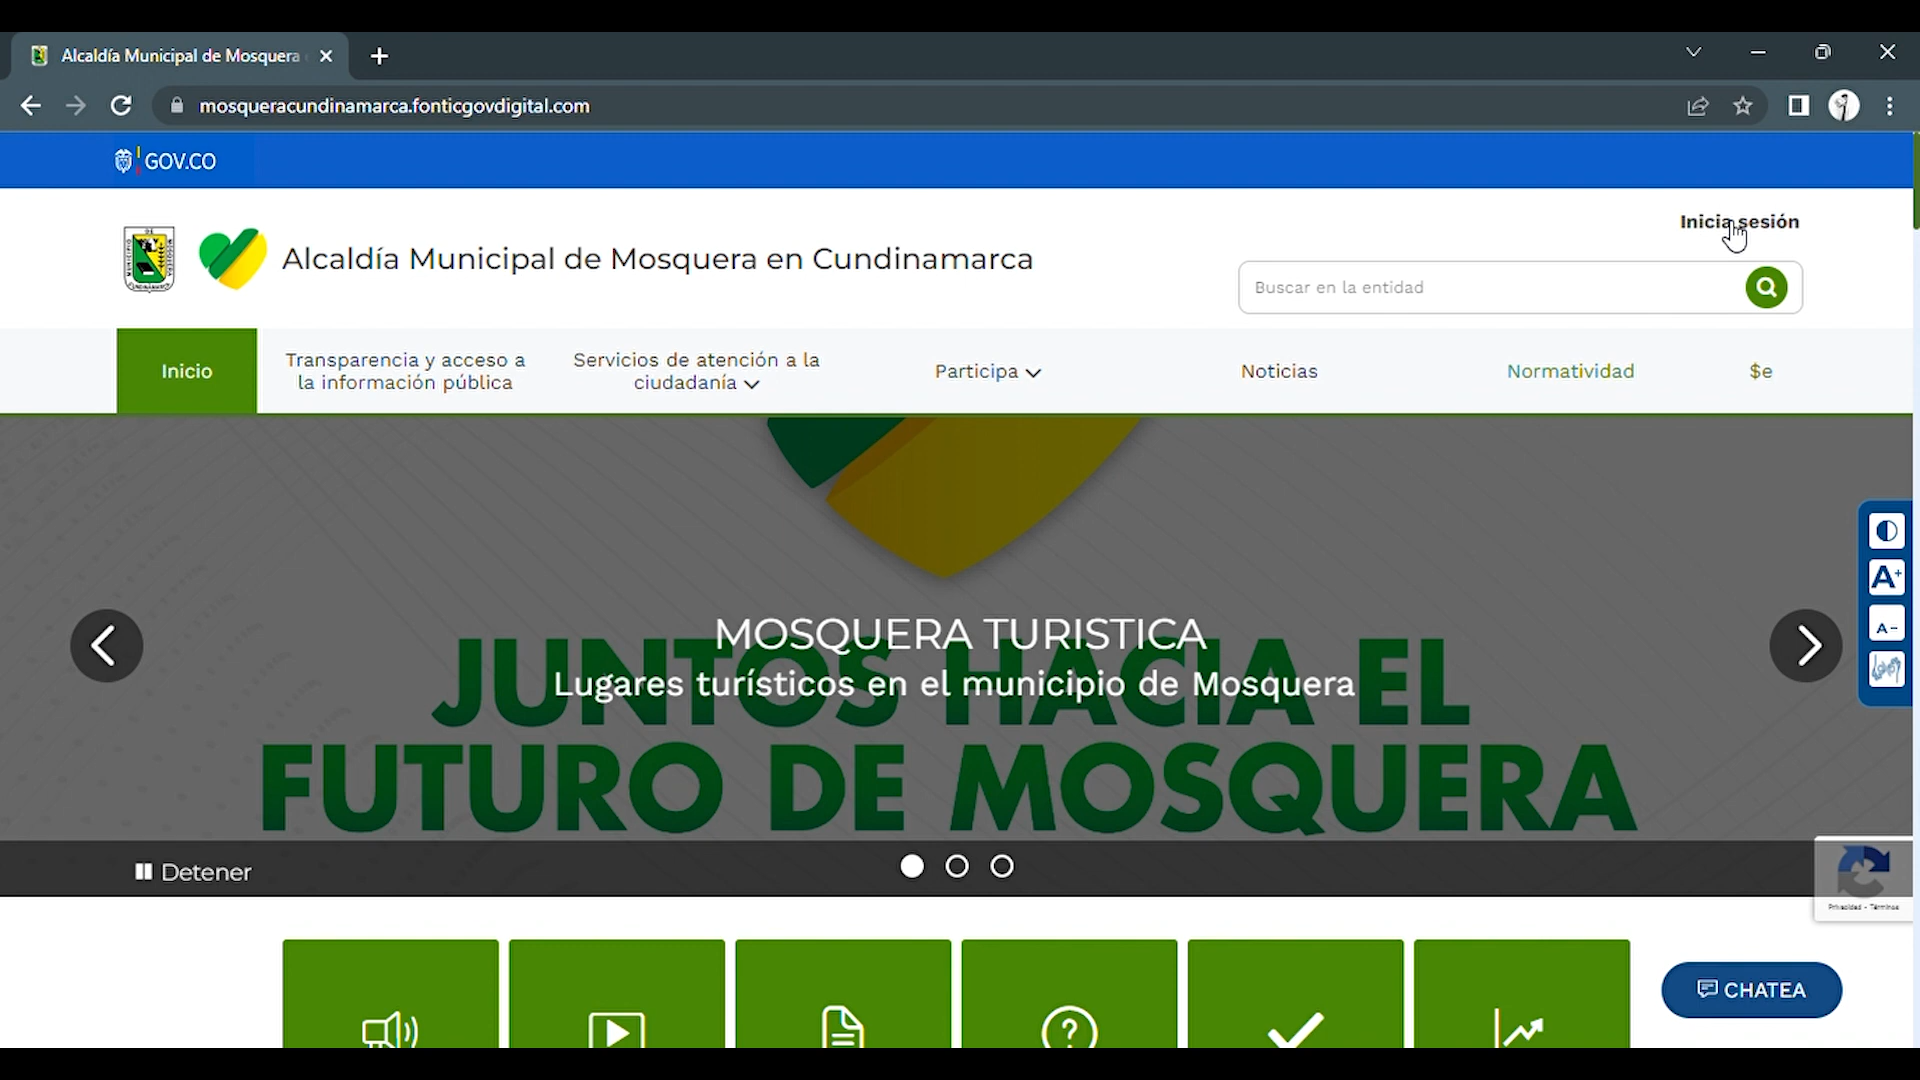 Alcaldía Municipal de Mosquera
mosqueracundinamarca.fonticgovdigital.com
GOV.CO
Inicia sesión
Alcaldía Municipal de Mosquera en Cundinamarca
Buscar en la entidad
Inicio
Transparencia y acceso a
la información pública
Servicios de atención a la
ciudadanía
Participa
Noticias
Normatividad
$e
A+
A-
MOSQUERA TURISTICA
Lugares turísticos en el municipio de Mosquera
JUNTOS HACIA EL
FUTURO DE MOSQUERA
Detener
Privacidad - Términos
CHATEA